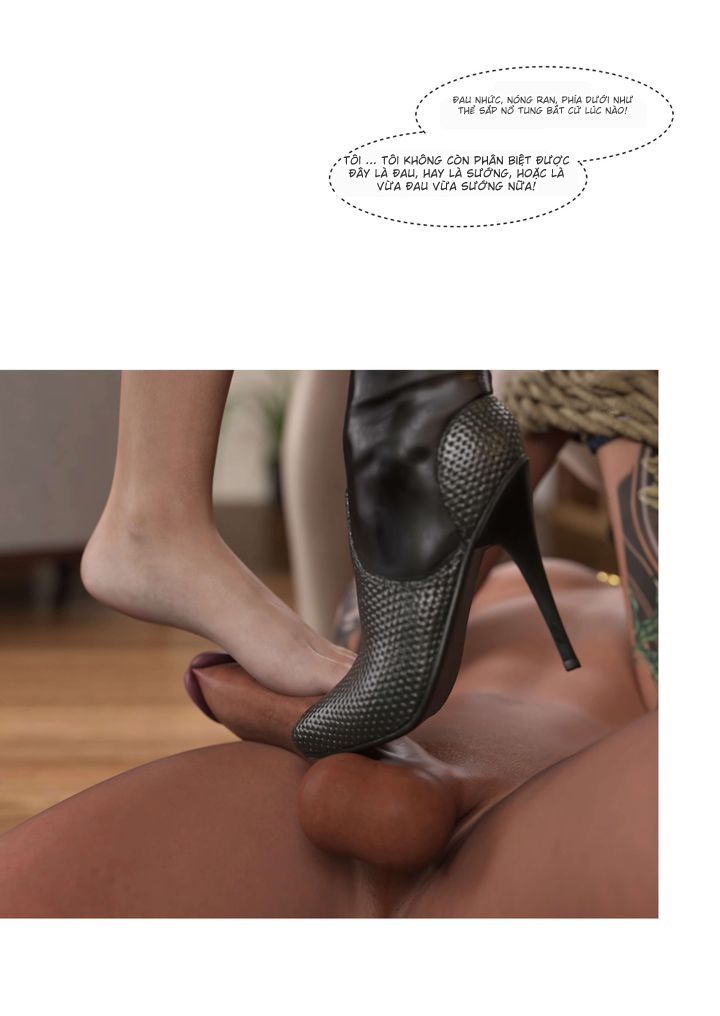 ĐAU NHỨC, NÓNG RAN, PHÍA DƯỚI NHƯ
THỂ SẮP NỔ TUNG BẤT CỨ LÚC NÀO!
TÔI ... TÔI KHÔNG CÒN PHÂN BIỆT ĐƯỢC
ĐÂY LÀ ĐAU, HAY LÀ SƯỚNG, HOẶC LÀ
VỪA ĐAU VỪA SƯỚNG NỮA!